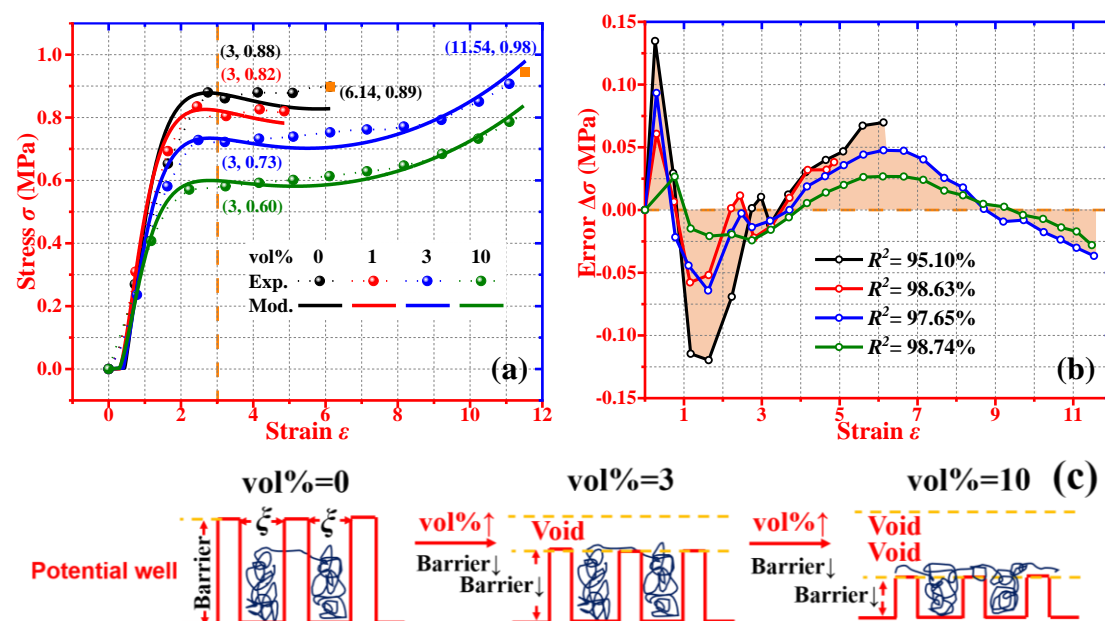 1.0
0.8
0.6
0.4
0.2
0.0
Stress σ (MPa)
(3, 0.88)
(3, 0.82)
(11.54, 0.98)
(6.14, 0.89)
(3, 0.73)
(3, 0.60)
vol% 0 1 3 10
Exp.
Mod.
(a)
0 2 4 6 8 10 12
Strain ε
0.15
0.10
0.05
0.00
-0.05
-0.10
-0.15
Error Δσ (MPa)
R²= 95.10%
R²= 98.63%
R²= 97.65%
R²= 98.74%
(b)
1 3 5 7 9 11
Strain ε
(c)
vol%=0
vol%=3
vol%=10
Potential well
Barrier
ξ ξ
vol%↑
Barrier↓
Void
Barrier↓
vol%↑
Barrier↓
Void
Void
Barrier↓